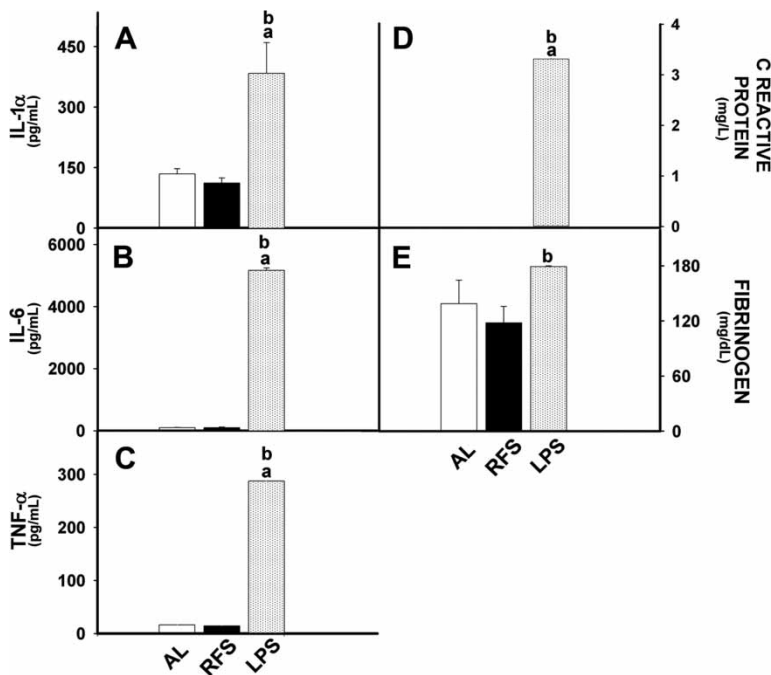 A
IL-1α
(pg/mL)
450
300
150
0
b
a
D
b
a
4
3
2
1
0
C REACTIVE
PROTEIN
(mg/L)
B
IL-6
(pg/mL)
6000
4000
2000
0
b
a
E
b
180
120
60
0
FIBRINOGEN
(mg/dL)
AL
RFS
LPS
C
TNF-α
(pg/mL)
300
200
100
0
b
a
AL
RFS
LPS